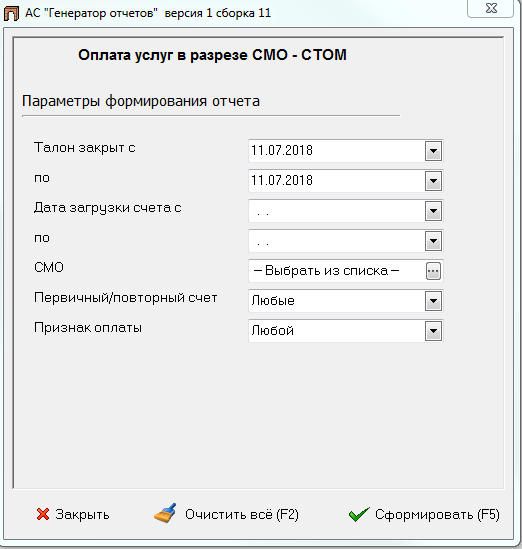 АС "Генератор отчетов" версия 1 сборка 11
Оплата услуг в разрезе СМО - СТОМ
Параметры формирования отчета
Талон закрыт с 11.07.2018
по 11.07.2018
Дата загрузки счета с . .
по . .
СМО – Выбрать из списка – ...
Первичный/повторный счет Любые
Признак оплаты Любой
Закрыть Очистить всё (F2) Сформировать (F5)